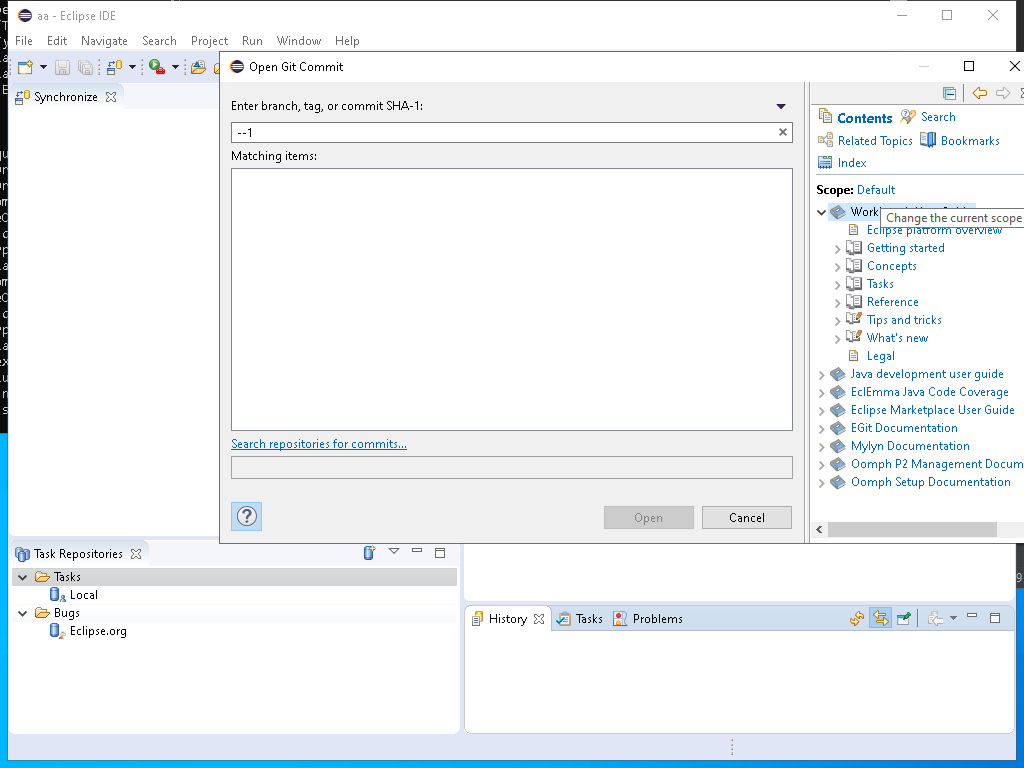 aa - Eclipse IDE
File Edit Navigate Search Project Run Window Help
Open Git Commit
Synchronize
Enter branch, tag, or commit SHA-1:
--1
Matching items:
Search repositories for commits...
Open Cancel
Contents Search
Related Topics Bookmarks
Index
Scope: Default
Change the current scope
Eclipse platform overview
Getting started
Concepts
Tasks
Reference
Tips and tricks
What's new
Legal
Java development user guide
EclEmma Java Code Coverage
Eclipse Marketplace User Guide
EGit Documentation
Mylyn Documentation
Oomph P2 Management Docum
Oomph Setup Documentation
Task Repositories
Tasks
Local
Bugs
Eclipse.org
History Tasks Problems